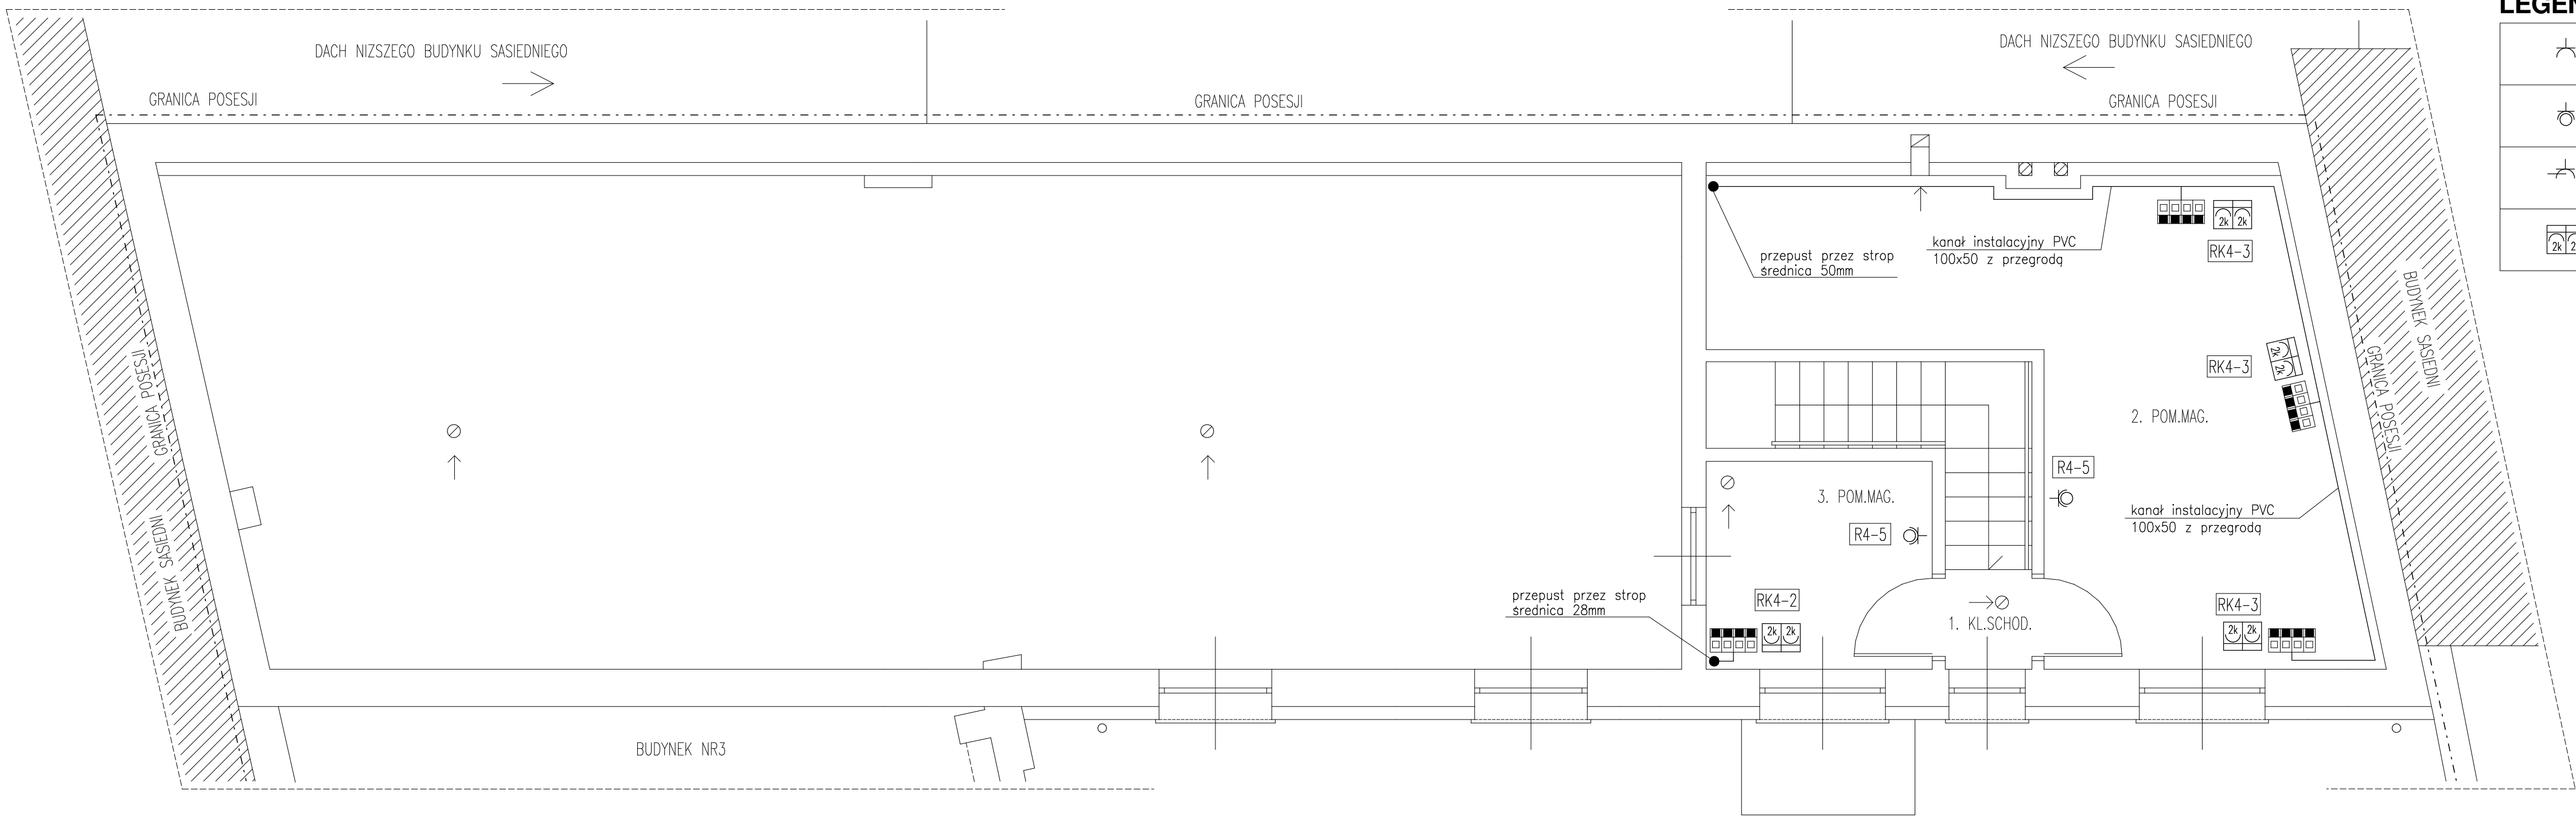 LEGEN
DACH NIZSZEGO BUDYNKU SASIEDNIEGO
DACH NIZSZEGO BUDYNKU SASIEDNIEGO
GRANICA POSESJI
GRANICA POSESJI
GRANICA POSESJI
przepust przez strop
średnica 50mm
kanał instalacyjny PVC
100x50 z przegrodą
2k 2k
RK4-3
2k
BUDYNEK SASIEDNI
GRANICA POSESJI
RK4-3
2k
2k
GRANICA POSESJI
2. POM.MAG.
R4-5
3. POM.MAG.
R4-5
kanał instalacyjny PVC
100x50 z przegrodą
BUDYNEK SASIEDNI
przepust przez strop
średnica 28mm
RK4-2
2k 2k
1. KL.SCHOD.
RK4-3
2k 2k
BUDYNEK NR3